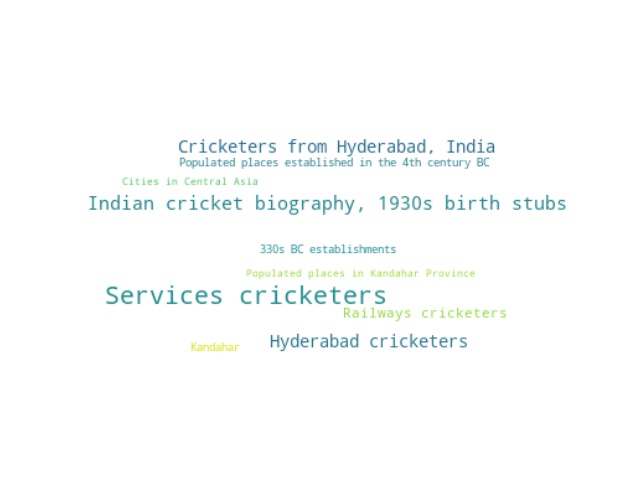 Cricketers from Hyderabad, India
Populated places established in the 4th century BC
Cities in Central Asia
Indian cricket biography, 1930s birth stubs
330s BC establishments
Populated places in Kandahar Province
Services cricketers
Railways cricketers
Hyderabad cricketers
Kandahar